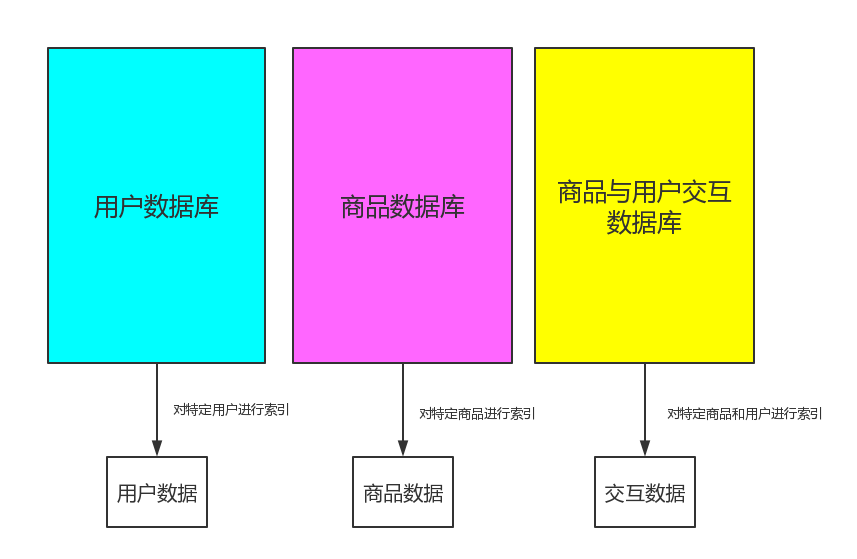 用户数据库
商品数据库
商品与用户交互
数据库
对特定用户进行索引
对特定商品进行索引
对特定商品和用户进行索引
用户数据
商品数据
交互数据